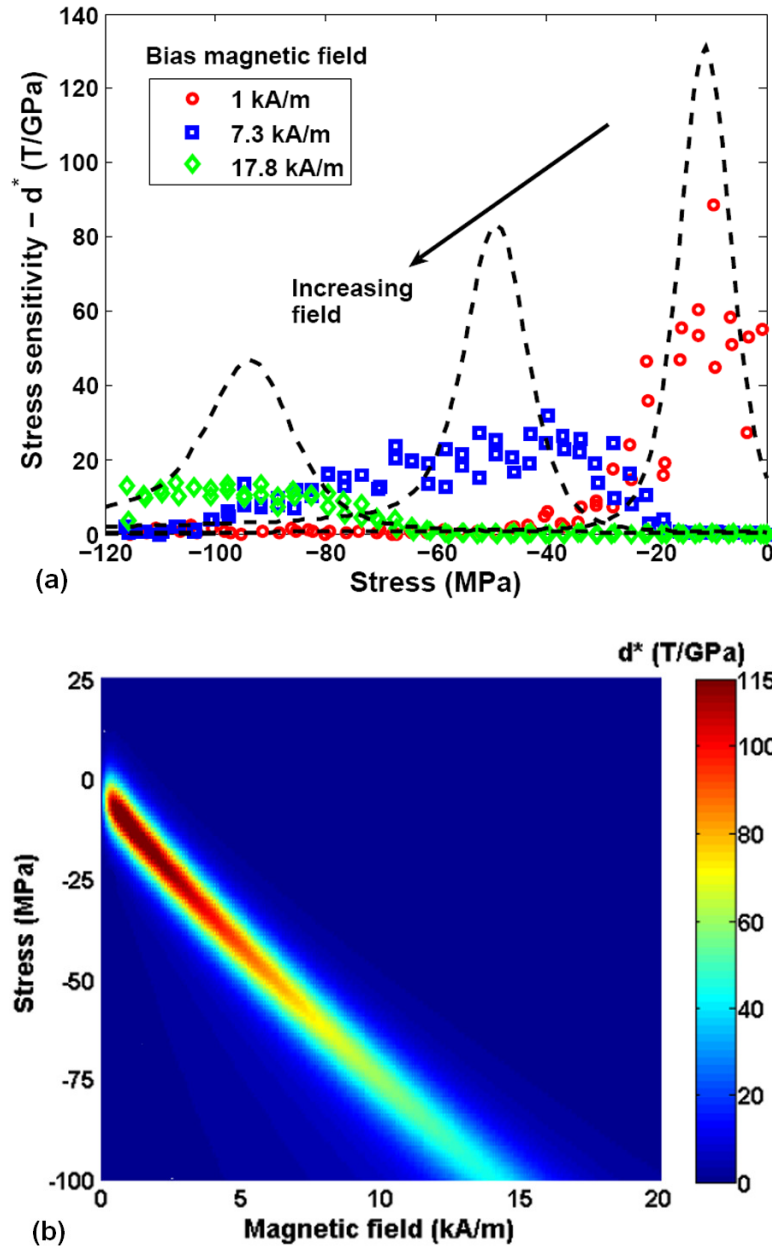 140
120
100
80
60
40
20
0
Stress sensitivity – d* (T/GPa)
Bias magnetic field
1 kA/m
7.3 kA/m
17.8 kA/m
Increasing
field
-120 -100 -80 -60 -40 -20 0
Stress (MPa)
(a)
d* (T/GPa)
25
0
-25
-50
-75
-100
Stress (MPa)
115
100
80
60
40
20
0
0 5 10 15 20
Magnetic field (kA/m)
(b)